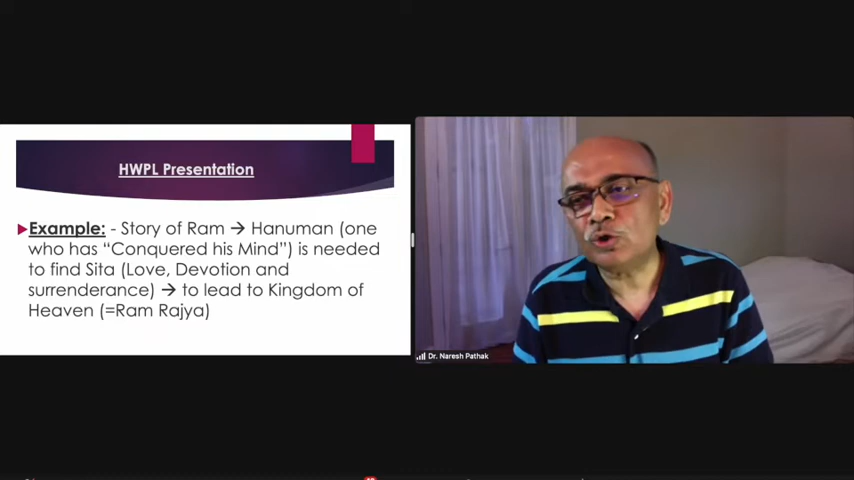 HWPL Presentation
Example: - Story of Ram → Hanuman (one
who has “Conquered his Mind”) is needed
to find Sita (Love, Devotion and
surrenderance) → to lead to Kingdom of
Heaven (=Ram Rajya)
Dr. Naresh Pathak